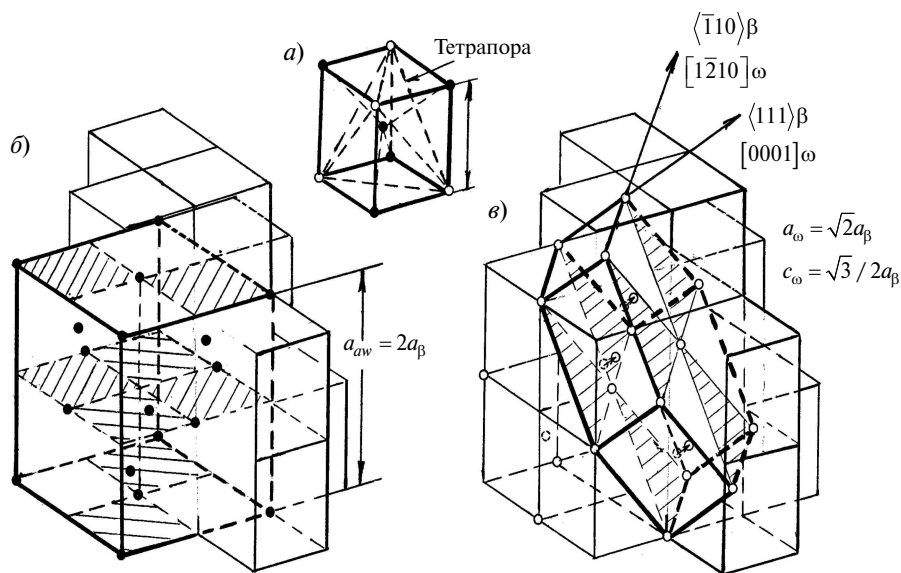 а)
Тетрапора
⟨1̅10⟩β
[12̅10]ω
⟨111⟩β
[0001]ω
б)
в)
a_ω = √2a_β
c_ω = √3 / 2a_β
a_aw = 2a_β